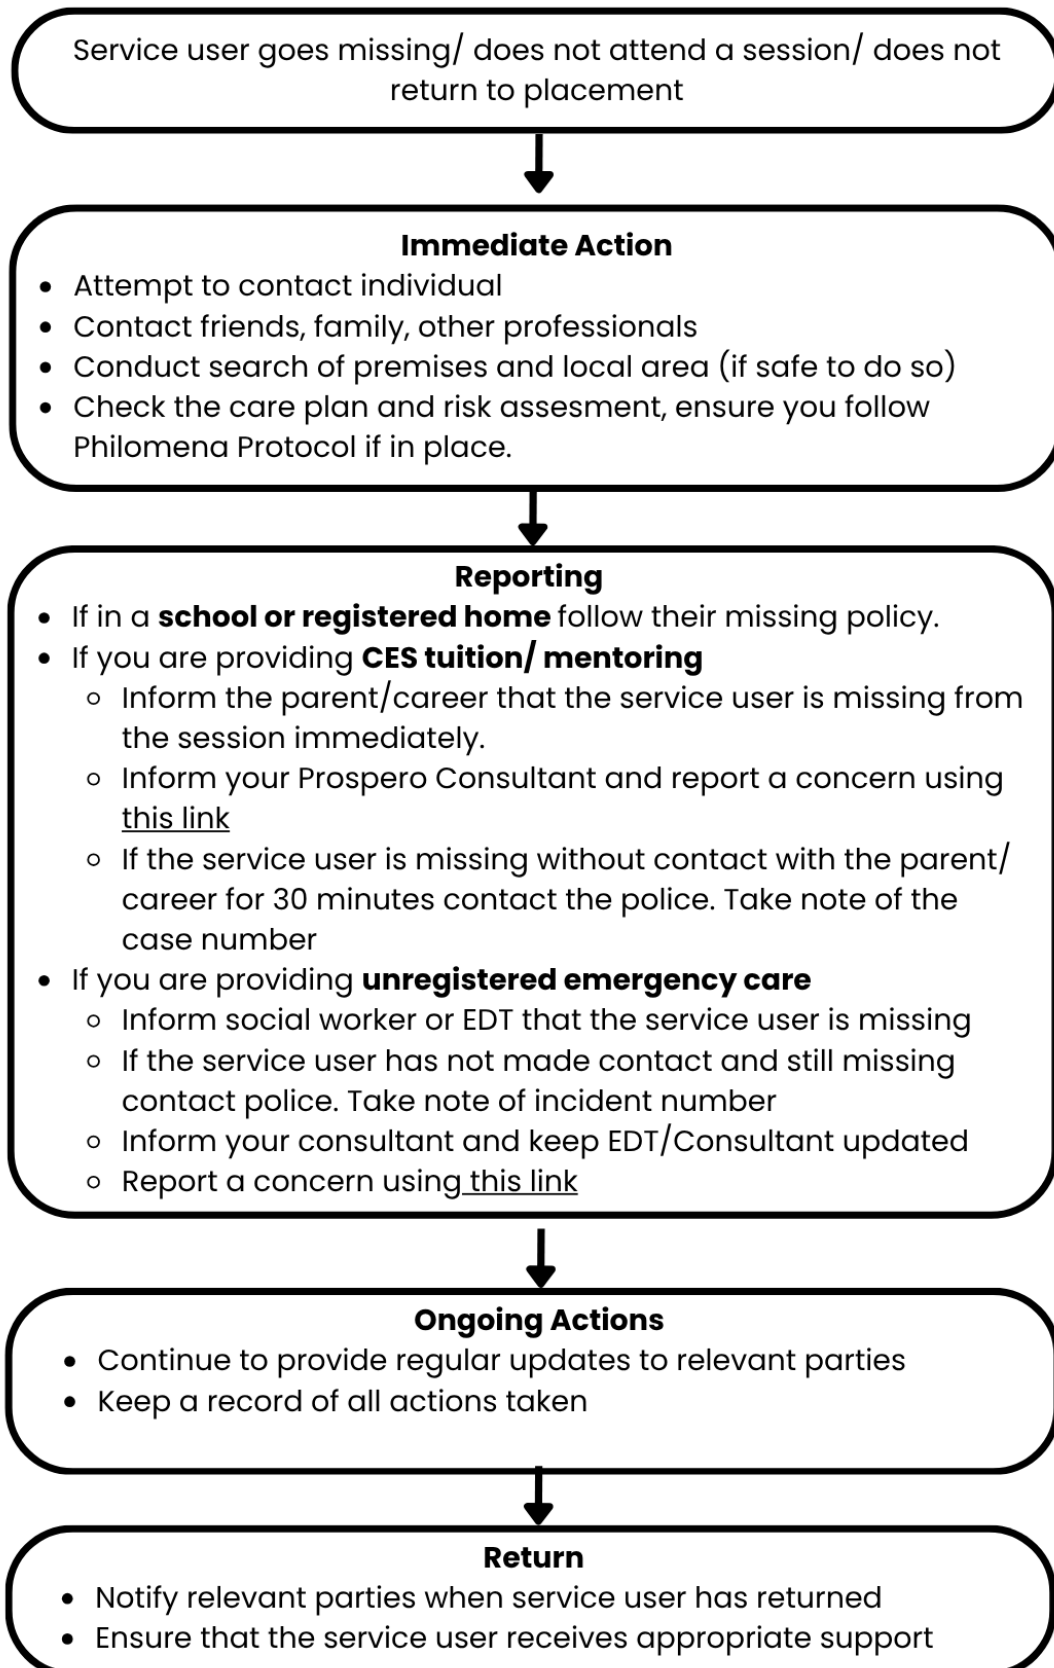 Service user goes missing/ does not attend a session/ does not
return to placement
Immediate Action
• Attempt to contact individual
• Contact friends, family, other professionals
• Conduct search of premises and local area (if safe to do so)
• Check the care plan and risk assesment, ensure you follow
Philomena Protocol if in place.
Reporting
• If in a school or registered home follow their missing policy.
• If you are providing CES tuition/ mentoring
○ Inform the parent/career that the service user is missing from
the session immediately.
○ Inform your Prospero Consultant and report a concern using
this link
○ If the service user is missing without contact with the parent/
career for 30 minutes contact the police. Take note of the
case number
• If you are providing unregistered emergency care
○ Inform social worker or EDT that the service user is missing
○ If the service user has not made contact and still missing
contact police. Take note of incident number
○ Inform your consultant and keep EDT/Consultant updated
○ Report a concern using this link
Ongoing Actions
• Continue to provide regular updates to relevant parties
• Keep a record of all actions taken
Return
• Notify relevant parties when service user has returned
• Ensure that the service user receives appropriate support